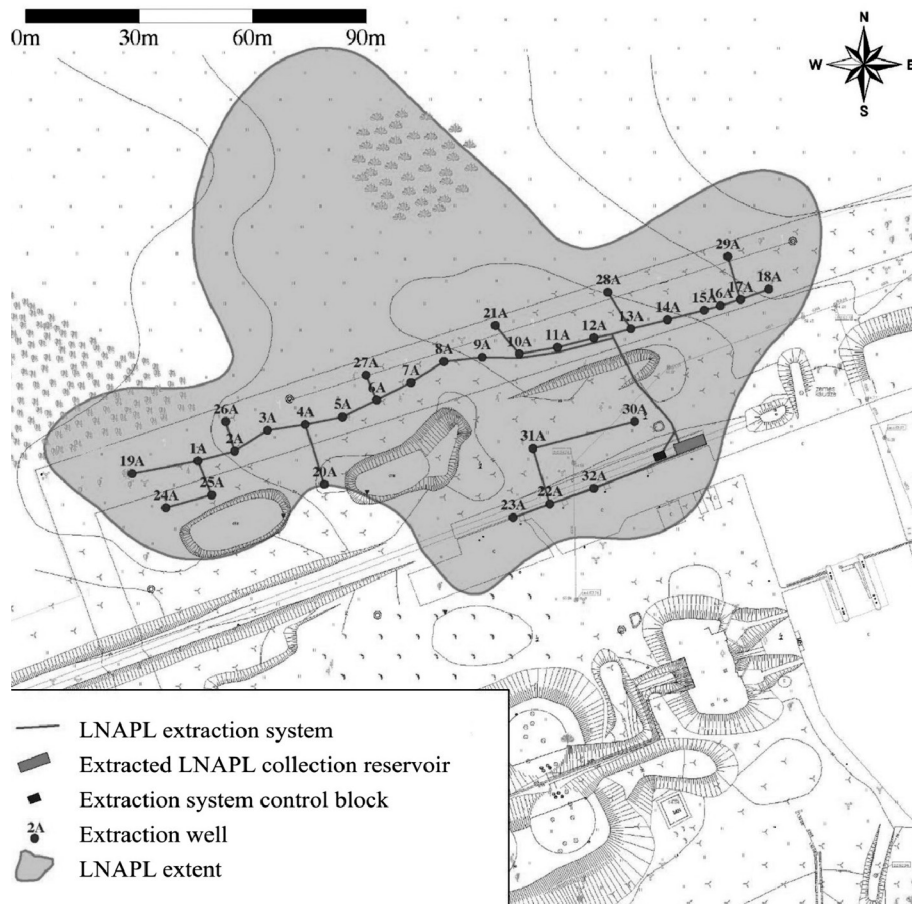 0m 30m 60m 90m
N
W E
S
29A
28A
18A
17A
16A
15A
14A
13A
21A
12A
11A
10A
9A
8A
27A
7A
6A
5A
26A
4A
3A
2A
1A
30A
31A
19A
20A
25A
24A
32A
22A
23A
LNAPL extraction system
Extracted LNAPL collection reservoir
Extraction system control block
2A
Extraction well
LNAPL extent